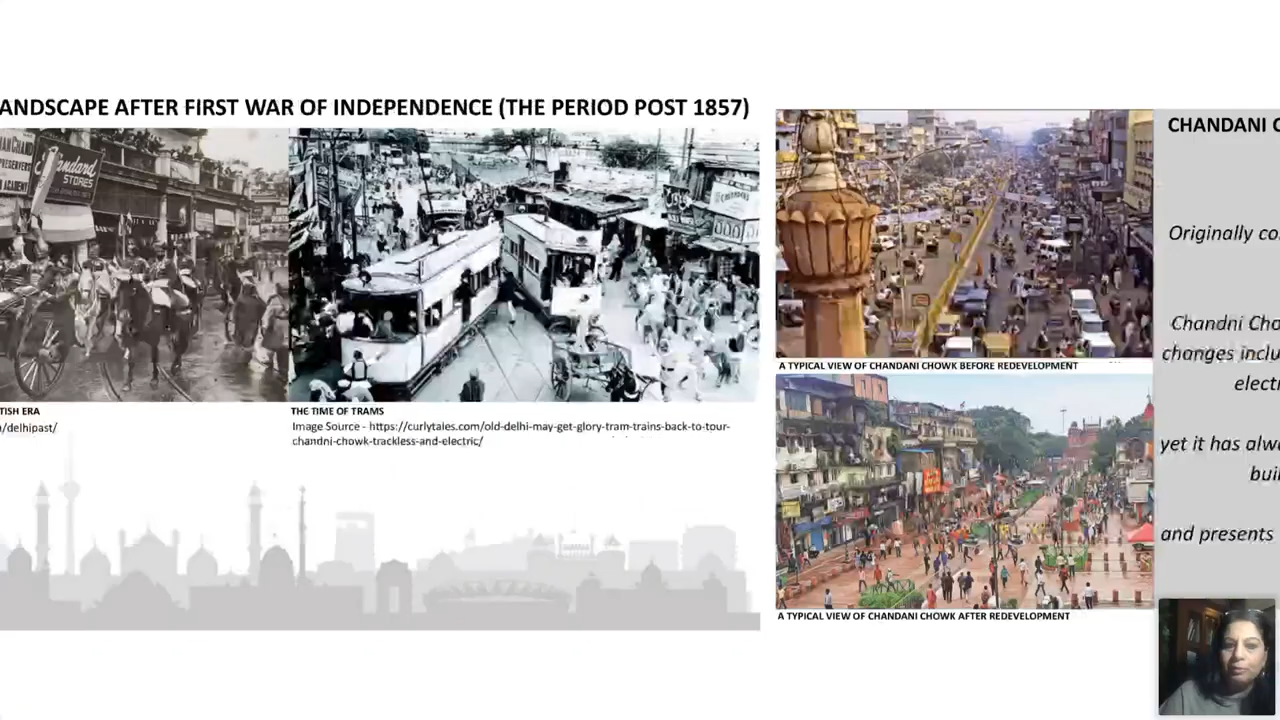 ANDSCAPE AFTER FIRST WAR OF INDEPENDENCE (THE PERIOD POST 1857)
Standard
STORES
TISH ERA
/delhipast/
THE TIME OF TRAMS
Image Source - https://curlytales.com/old-delhi-may-get-glory-tram-trains-back-to-tour-
chandni-chowk-trackless-and-electric/
A TYPICAL VIEW OF CHANDANI CHOWK BEFORE REDEVELOPMENT
A TYPICAL VIEW OF CHANDANI CHOWK AFTER REDEVELOPMENT
CHANDANI C
Originally co
Chandni Cho
changes inclu
electr
yet it has alwa
buil
and presents